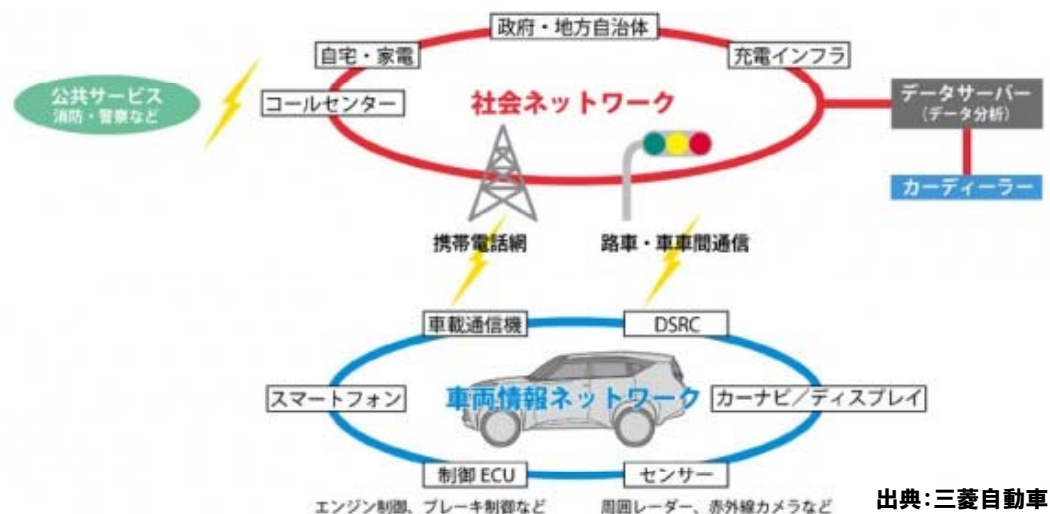 政府・地方自治体
自宅・家電
充電インフラ
公共サービス
消防・警察など
コールセンター
社会ネットワーク
データサーバー
（データ分析）
カーディーラー
携帯電話網
路車・車車間通信
車載通信機
DSRC
スマートフォン
車両情報ネットワーク
カーナビ／ディスプレイ
制御 ECU
センサー
エンジン制御、ブレーキ制御など
周囲レーダー、赤外線カメラなど
出典：三菱自動車